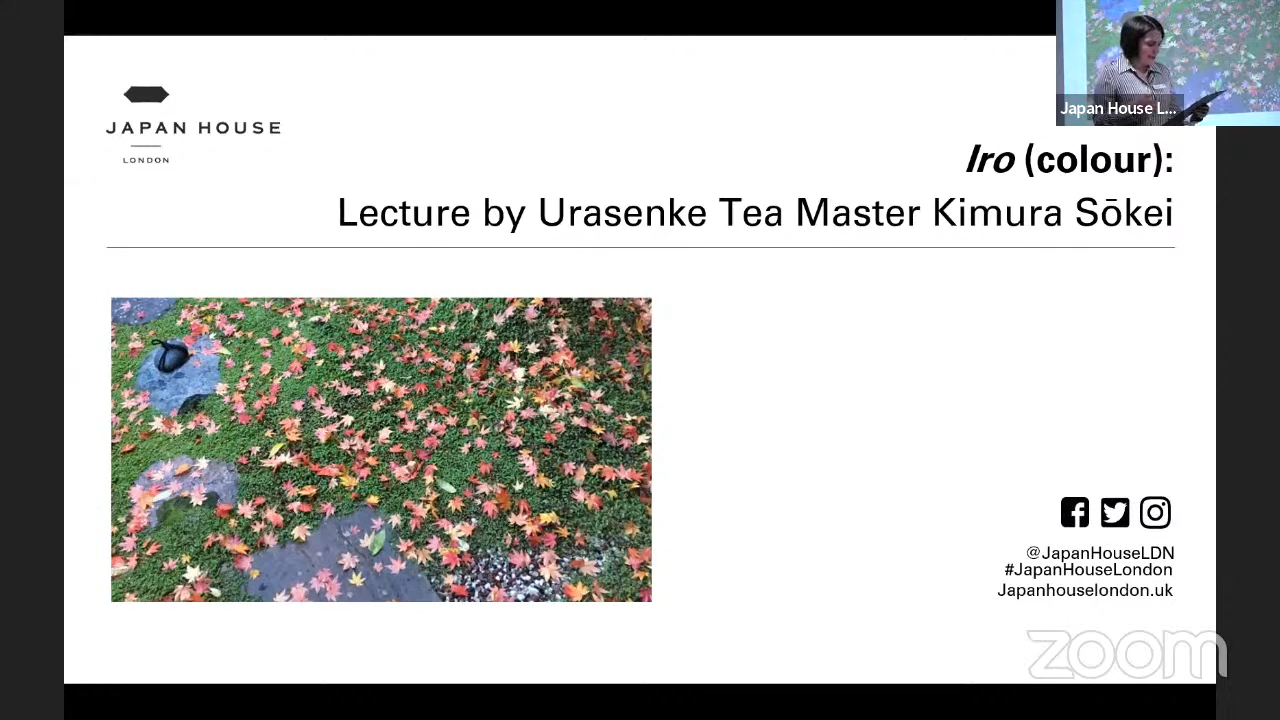 JAPAN HOUSE
LONDON
Japan House L...
Iro (colour):
Lecture by Urasenke Tea Master Kimura Sōkei
@JapanHouseLDN
#JapanHouseLondon
Japanhouselondon.uk
zoom